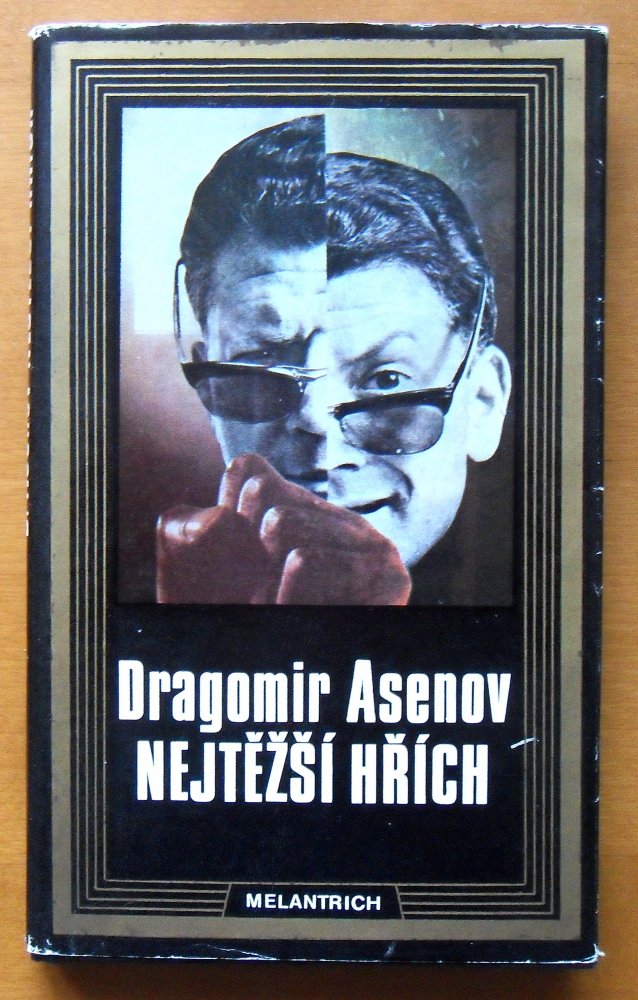 Dragomir Asenov
NEJTĚŽŠÍ HŘÍCH
MELANTRICH